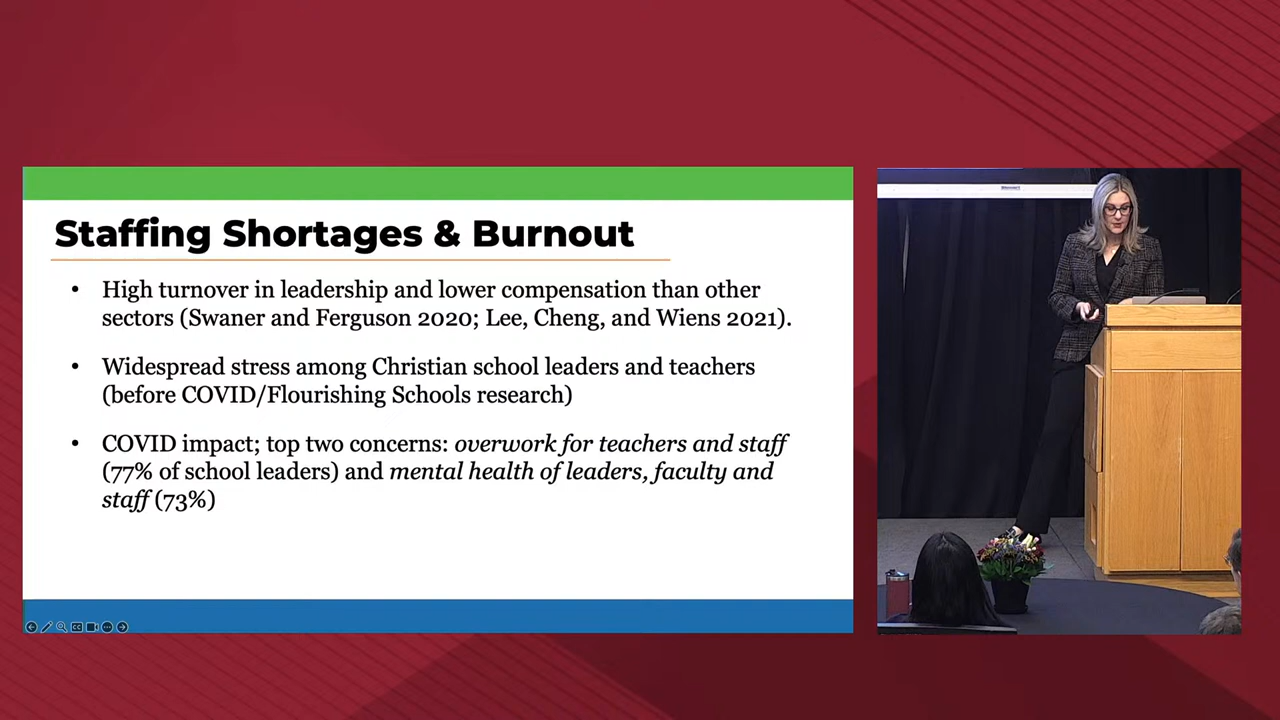 Staffing Shortages & Burnout
• High turnover in leadership and lower compensation than other
sectors (Swaner and Ferguson 2020; Lee, Cheng, and Wiens 2021).
• Widespread stress among Christian school leaders and teachers
(before COVID/Flourishing Schools research)
• COVID impact; top two concerns: overwork for teachers and staff
(77% of school leaders) and mental health of leaders, faculty and
staff (73%)